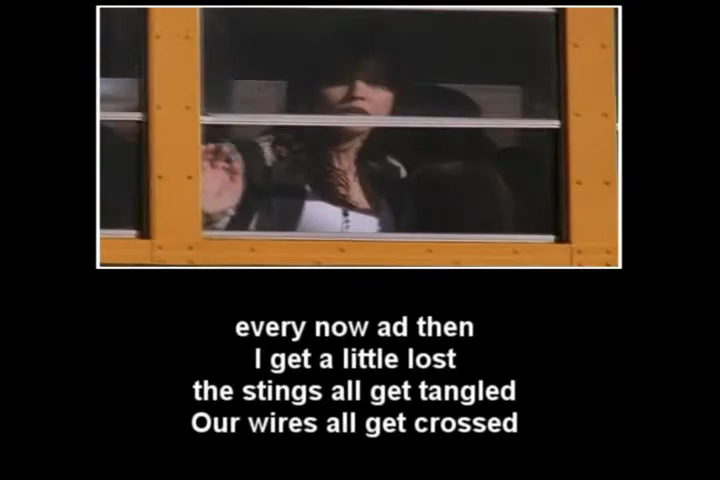 every now ad then
I get a little lost
the stings all get tangled
Our wires all get crossed